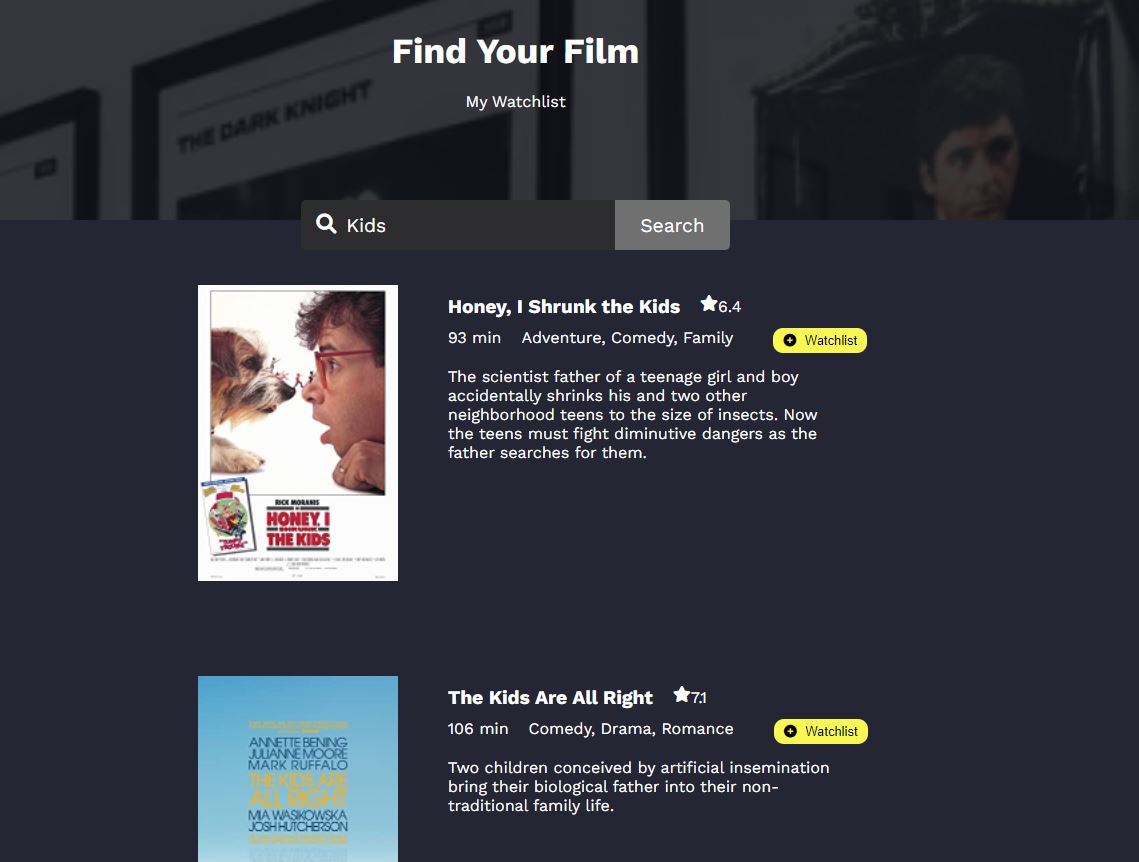 Find Your Film
My Watchlist
THE DARK KNIGHT
Kids
Search
Honey, I Shrunk the Kids 6.4
93 min Adventure, Comedy, Family Watchlist
The scientist father of a teenage girl and boy
accidentally shrinks his and two other
neighborhood teens to the size of insects. Now
the teens must fight diminutive dangers as the
father searches for them.
RICK MORANIS
HONEY, I
THE KIDS
The Kids Are All Right 7.1
106 min Comedy, Drama, Romance Watchlist
Two children conceived by artificial insemination
bring their biological father into their non-
traditional family life.
ANNETTE BENING
JULIANNE MOORE
MARK RUFFALO
THE KIDS ARE
ALL RIGHT
MIA WASIKOWSKA
JOSH HUTCHERSON